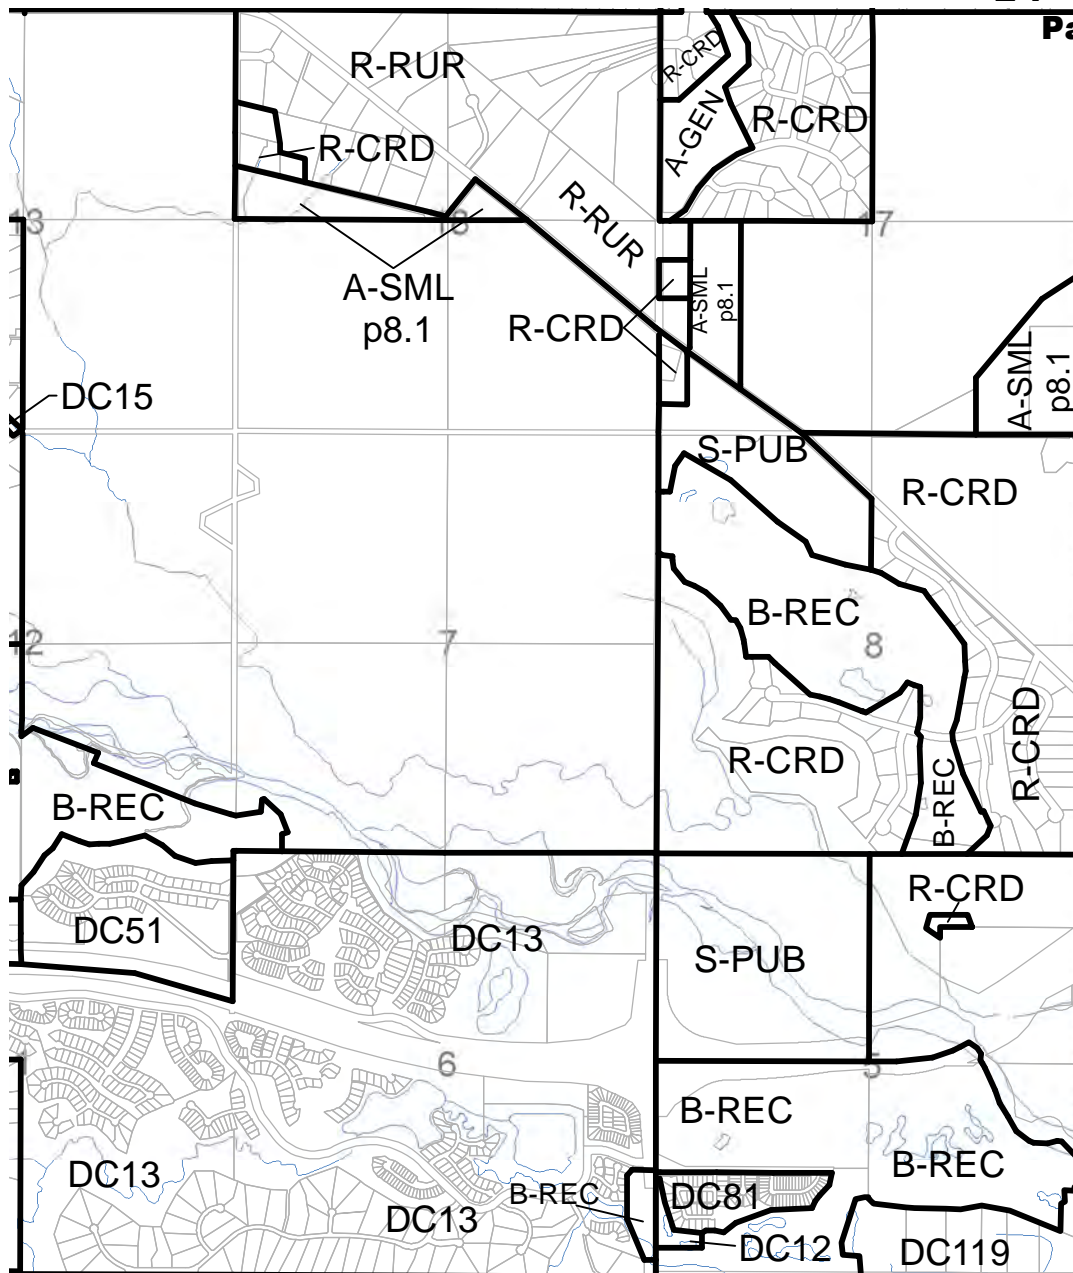 Pa
R-RUR
R-CRD
R-CRD
A-GEN
R-CRD
R-RUR
13
18
17
A-SML
p8.1
R-CRD
A-SML
p8.1
A-SML
p8.1
DC15
S-PUB
R-CRD
B-REC
12
7
8
R-CRD
R-CRD
B-REC
B-REC
R-CRD
DC51
DC13
S-PUB
6
5
B-REC
DC13
B-REC
DC13
B-REC
DC81
DC12
DC119